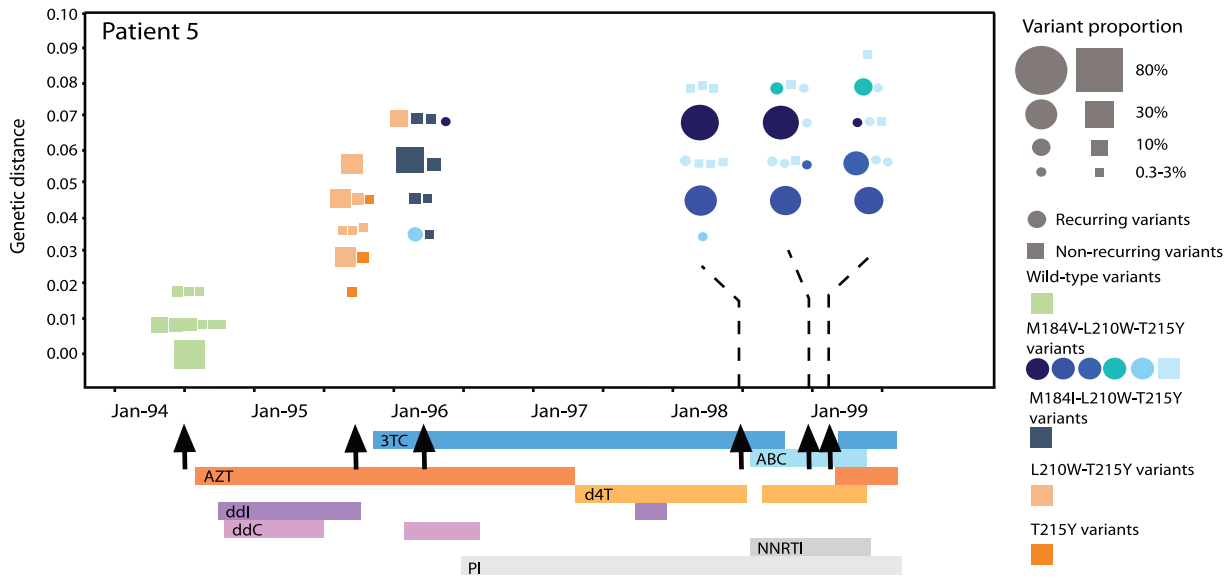 Patient 5
Genetic distance
0.10
0.09
0.08
0.07
0.06
0.05
0.04
0.03
0.02
0.01
0.00
Jan-94
Jan-95
Jan-96
Jan-97
Jan-98
Jan-99
3TC
ABC
AZT
d4T
ddI
ddC
NNRTI
PI
Variant proportion
80%
30%
10%
0.3-3%
Recurring variants
Non-recurring variants
Wild-type variants
M184V-L210W-T215Y
variants
M184I-L210W-T215Y
variants
L210W-T215Y variants
T215Y variants